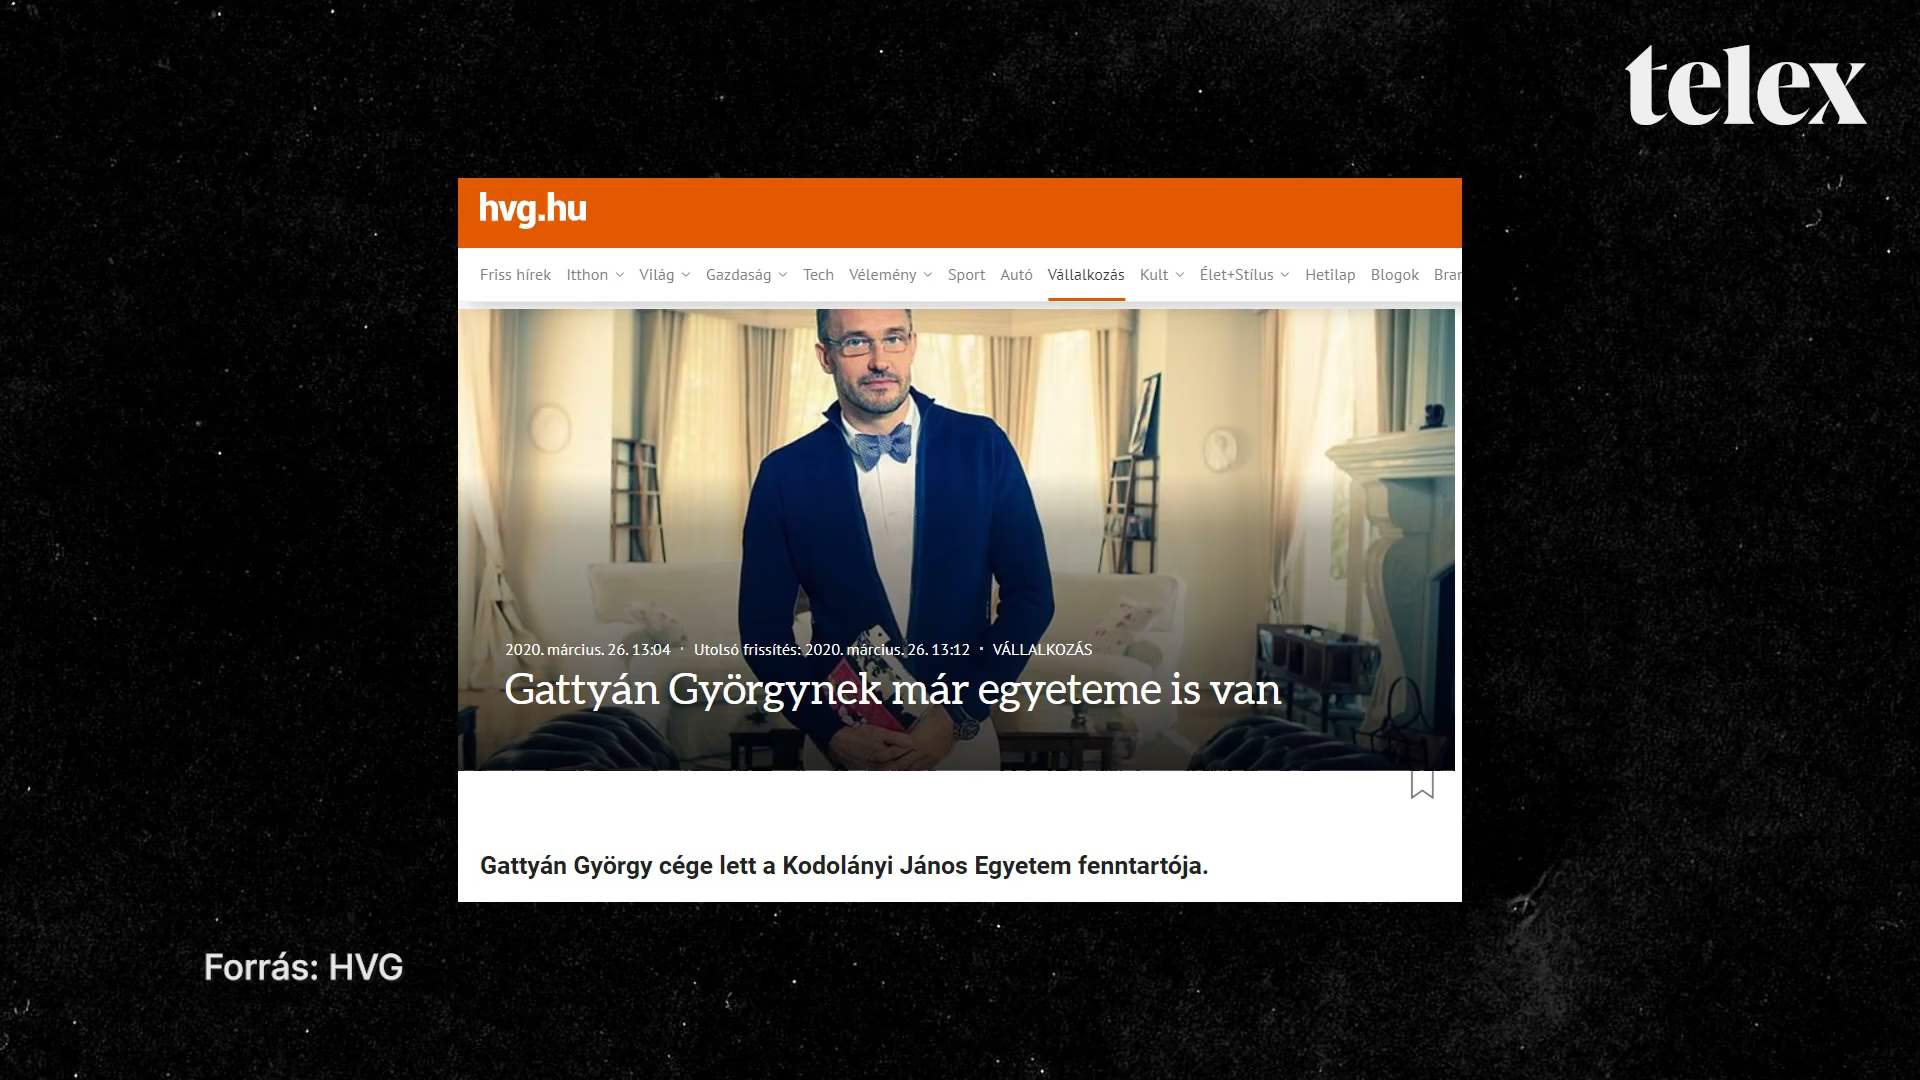 telex
hvg.hu
Friss hírek Itthon Világ Gazdaság Tech Vélemény Sport Autó Vállalkozás Kult Élet+Stílus Hetilap Blogok
2020. március. 26. 13:04 · Utolsó frissítés: 2020. március. 26. 13:12 · VÁLLALKOZÁS
Gattyán Györgynek már egyeteme is van
Gattyán György cége lett a Kodolányi János Egyetem fenntartója.
Forrás: HVG